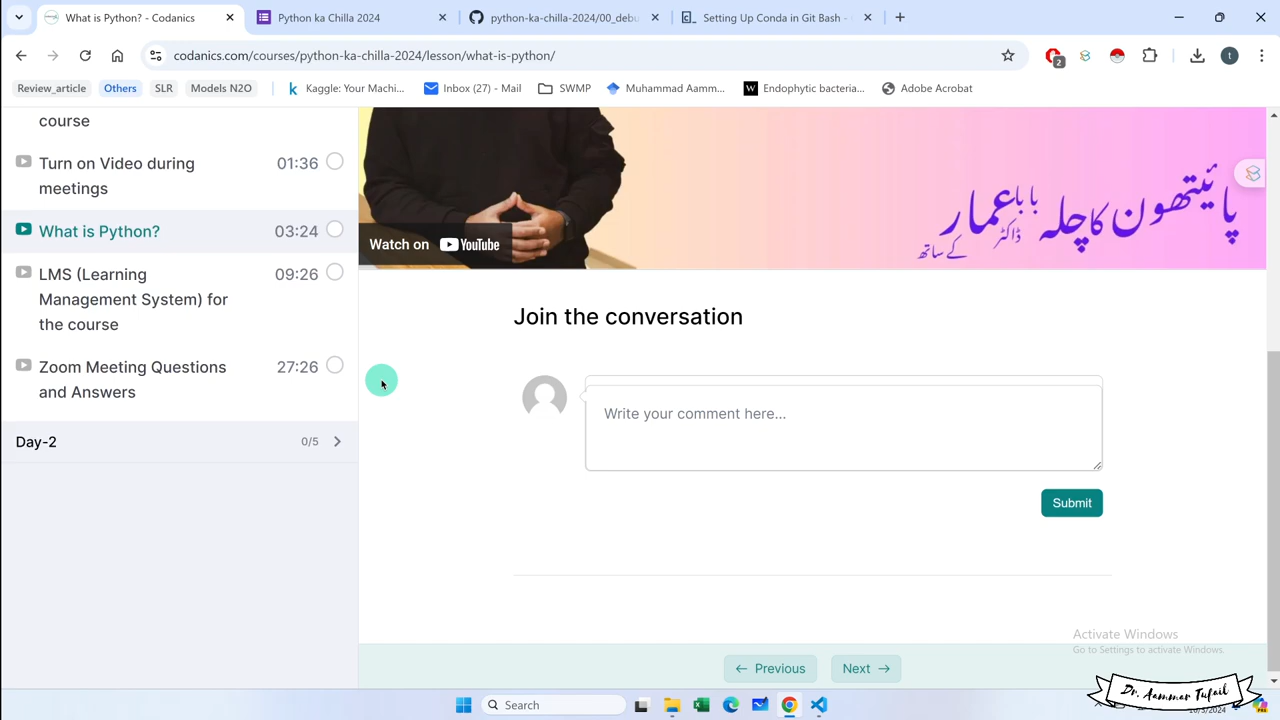 What is Python? - Codanics
Python ka Chilla 2024
python-ka-chilla-2024/00_debu
Setting Up Conda in Git Bash -
codanics.com/courses/python-ka-chilla-2024/lesson/what-is-python/
2
t
Review_article
Others
SLR
Models N2O
Kaggle: Your Machi...
Inbox (27) - Mail
SWMP
Muhammad Aamm...
W
Endophytic bacteria...
Adobe Acrobat
course
Turn on Video during
meetings
01:36
What is Python?
03:24
LMS (Learning
Management System) for
the course
09:26
Zoom Meeting Questions
and Answers
27:26
Day-2
0/5
Watch on YouTube
پائیتھون کا چلہ بابا عمار
ڈاکٹر
کے ساتھ
Join the conversation
Write your comment here...
Submit
← Previous
Next →
Activate Windows
Go to Settings to activate Windows.
Search
Dr. Aammar Tufail